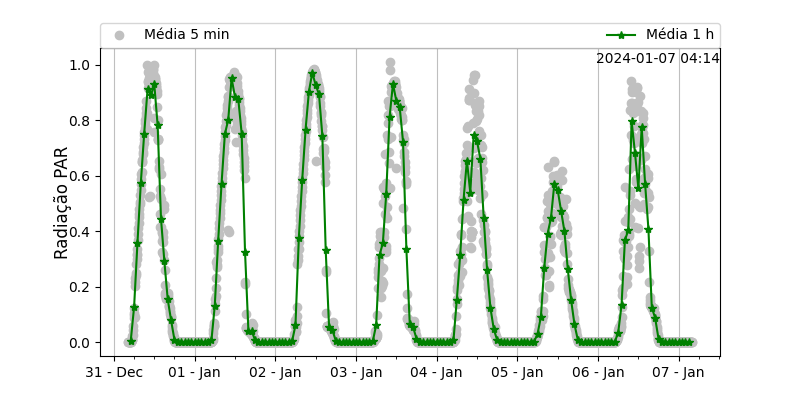 Média 5 min Média 1 h
2024-01-07 04:14
Radiação PAR
1.0
0.8
0.6
0.4
0.2
0.0
31 - Dec 01 - Jan 02 - Jan 03 - Jan 04 - Jan 05 - Jan 06 - Jan 07 - Jan